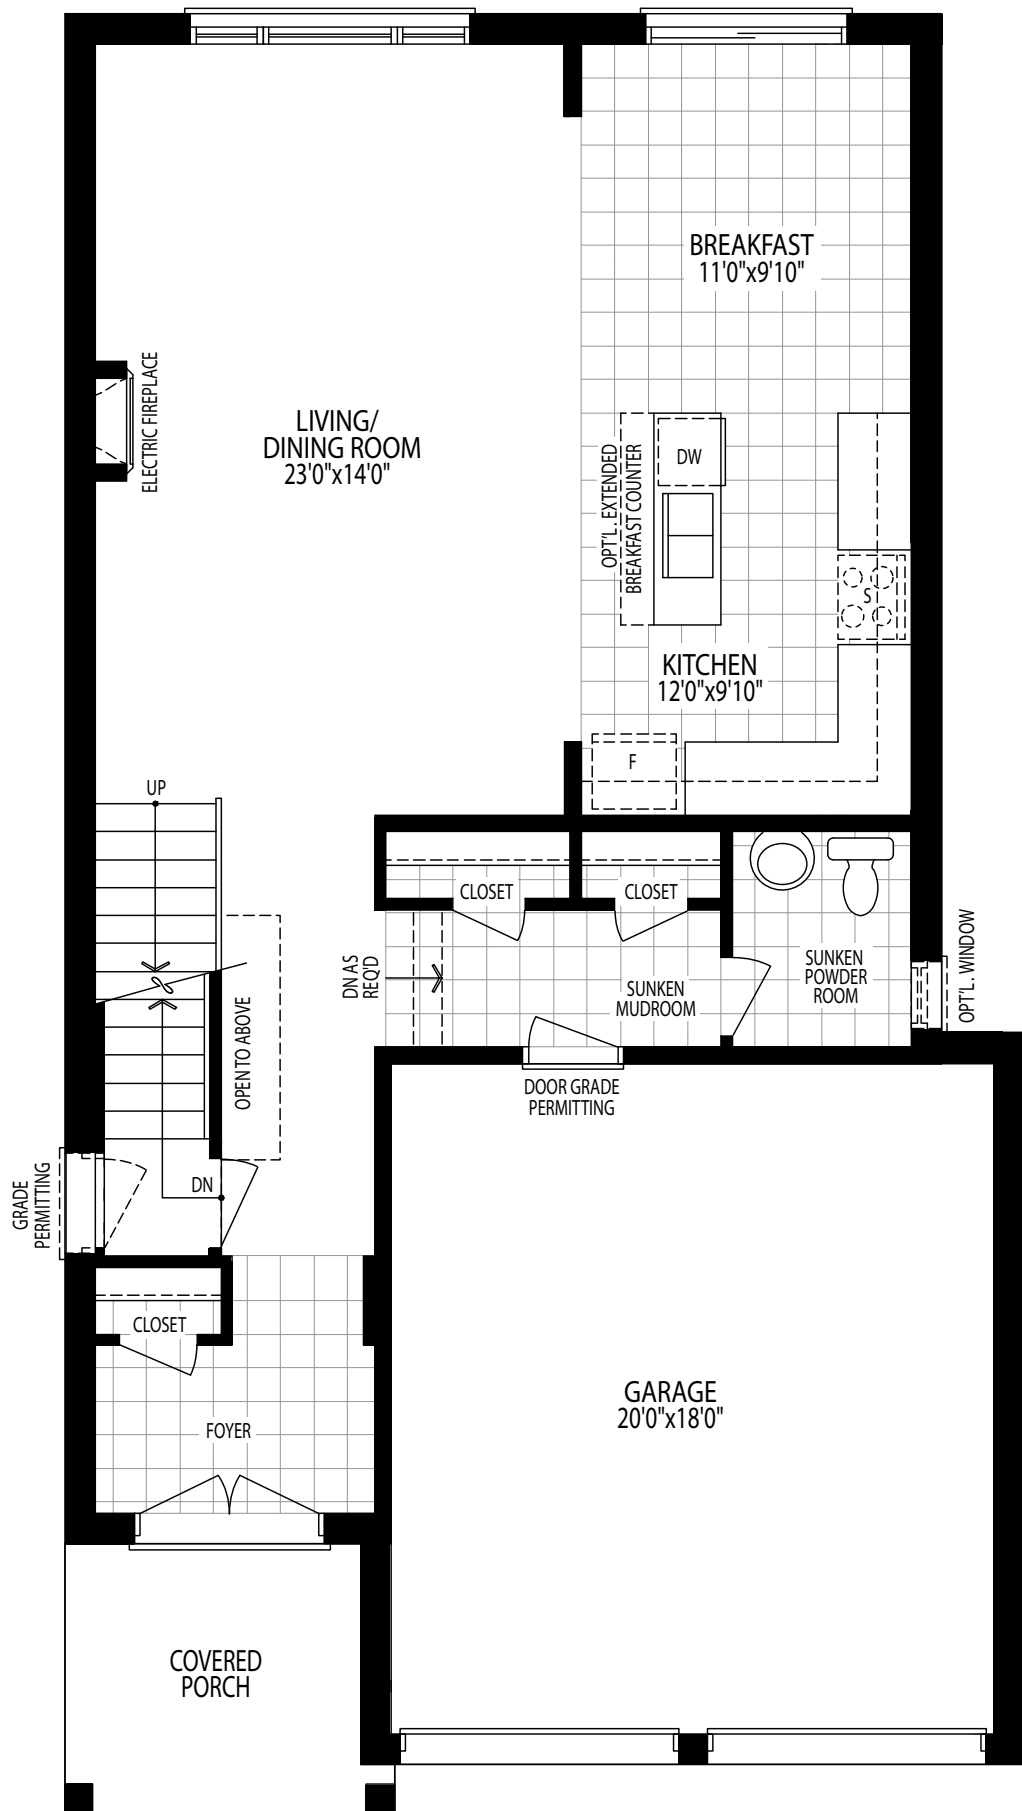 BREAKFAST
11'0"x9'10"
ELECTRIC FIREPLACE
LIVING/
DINING ROOM
23'0"x14'0"
OPT'L. EXTENDED
BREAKFAST COUNTER
DW
S
KITCHEN
12'0"x9'10"
F
UP
CLOSET
CLOSET
DN AS
REQ'D
SUNKEN
MUDROOM
SUNKEN
POWDER
ROOM
OPT'L. WINDOW
OPEN TO ABOVE
DOOR GRADE
PERMITTING
GRADE
PERMITTING
DN
CLOSET
FOYER
GARAGE
20'0"x18'0"
COVERED
PORCH